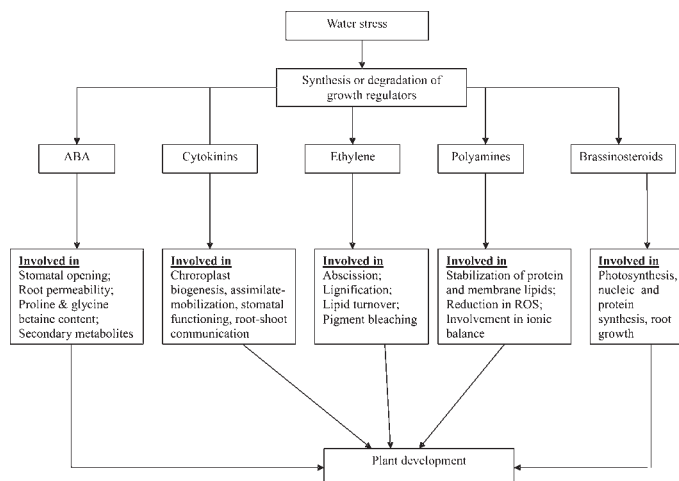 Water stress
Synthesis or degradation of
growth regulators
ABA
Cytokinins
Ethylene
Polyamines
Brassinosteroids
Involved in
Stomatal opening;
Root permeability;
Proline & glycine
betaine content;
Secondary metabolites
Involved in
Chroroplast
biogenesis, assimilate-
mobilization, stomatal
functioning, root-shoot
communication
Involved in
Abscission;
Lignification;
Lipid turnover;
Pigment bleaching
Involved in
Stabilization of protein
and membrane lipids;
Reduction in ROS;
Involvement in ionic
balance
Involved in
Photosynthesis,
nucleic and
protein
synthesis, root
growth
Plant development